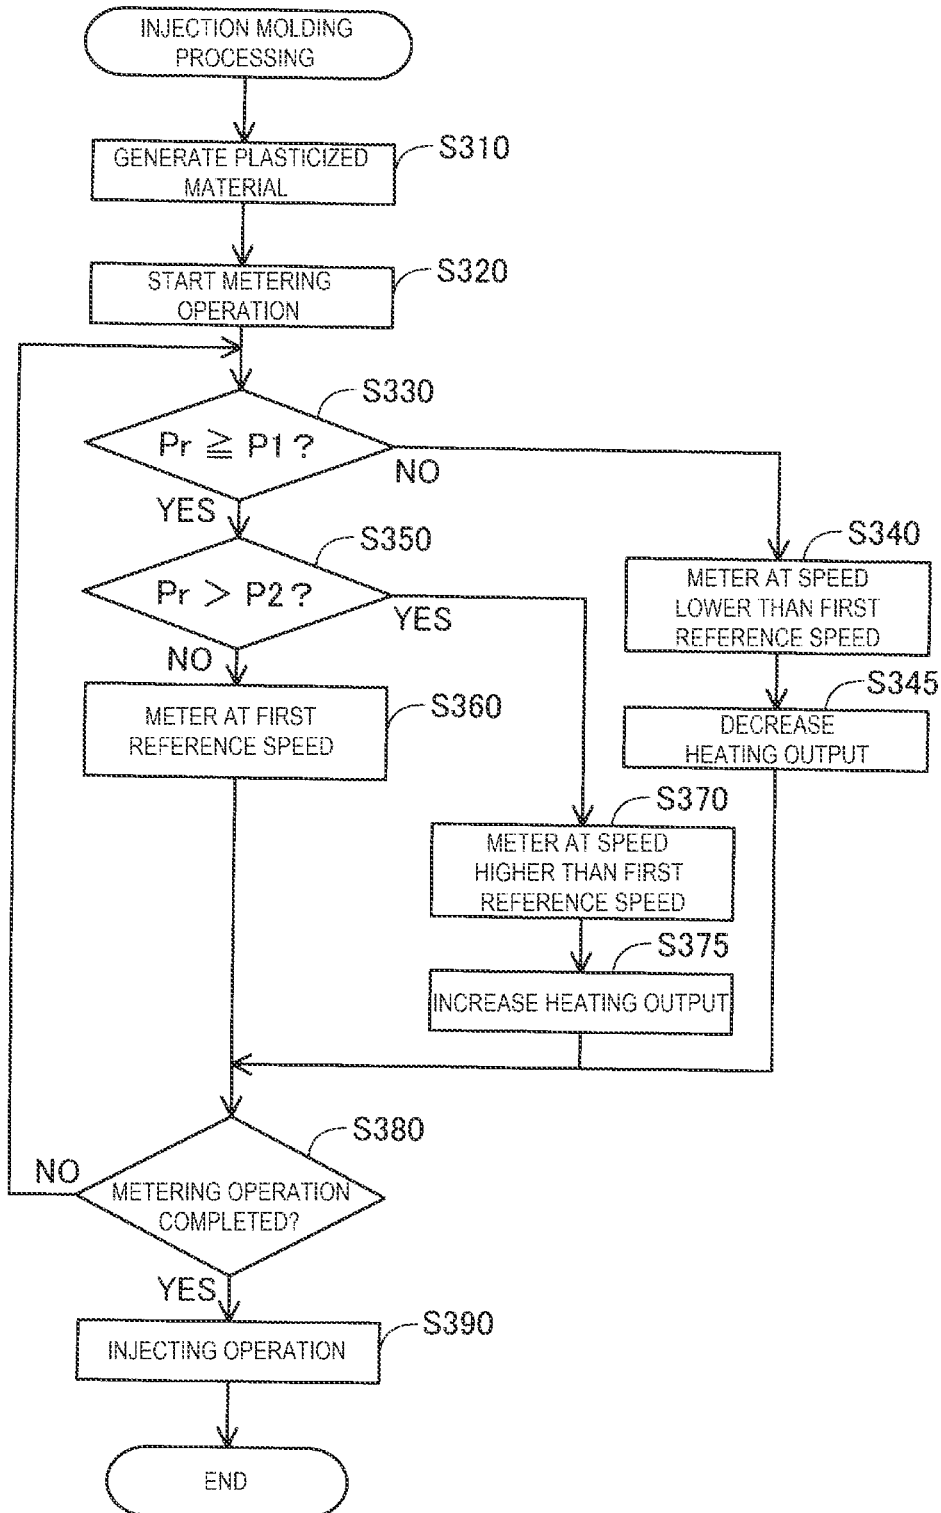 INJECTION MOLDING
PROCESSING
GENERATE PLASTICIZED
MATERIAL
S310
START METERING
OPERATION
S320
Pr ≧ P1?
S330
NO
YES
Pr > P2?
S350
YES
NO
METER AT SPEED
LOWER THAN FIRST
REFERENCE SPEED
S340
DECREASE
HEATING OUTPUT
S345
METER AT FIRST
REFERENCE SPEED
S360
METER AT SPEED
HIGHER THAN FIRST
REFERENCE SPEED
S370
INCREASE HEATING OUTPUT
S375
METERING OPERATION
COMPLETED?
S380
NO
YES
INJECTING OPERATION
S390
END